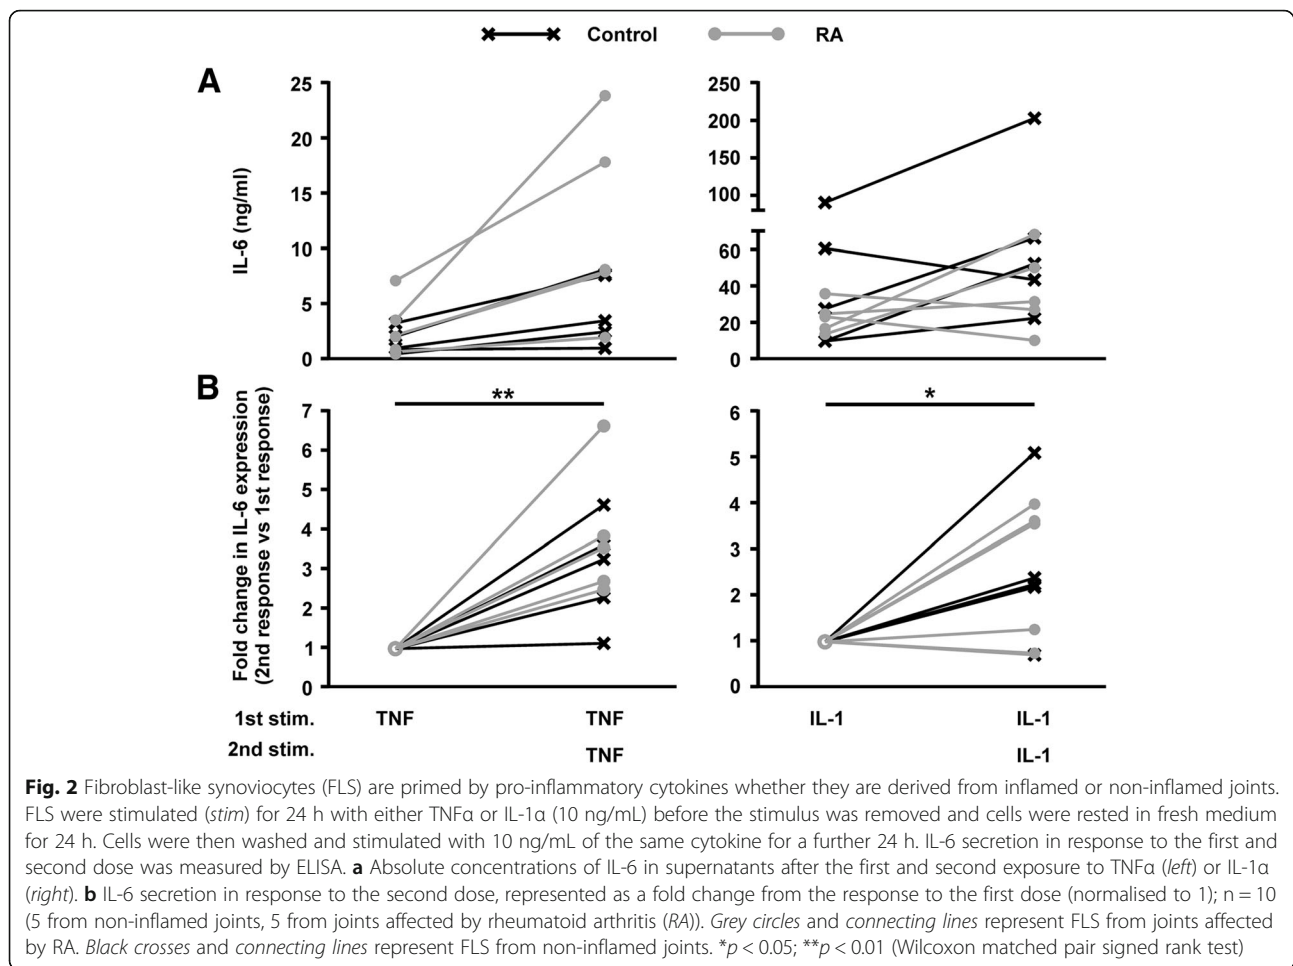 Control RA
A
IL-6 (ng/ml)
25
20
15
10
5
0
250
200
150
100
60
40
20
0
B
Fold change in IL-6 expression
(2nd response vs 1st response)
**
7
6
5
4
3
2
1
0
*
6
5
4
3
2
1
0
1st stim. TNF TNF IL-1 IL-1
2nd stim. TNF IL-1
Fig. 2 Fibroblast-like synoviocytes (FLS) are primed by pro-inflammatory cytokines whether they are derived from inflamed or non-inflamed joints.
FLS were stimulated (stim) for 24 h with either TNFα or IL-1α (10 ng/mL) before the stimulus was removed and cells were rested in fresh medium
for 24 h. Cells were then washed and stimulated with 10 ng/mL of the same cytokine for a further 24 h. IL-6 secretion in response to the first and
second dose was measured by ELISA. a Absolute concentrations of IL-6 in supernatants after the first and second exposure to TNFα (left) or IL-1α
(right). b IL-6 secretion in response to the second dose, represented as a fold change from the response to the first dose (normalised to 1); n = 10
(5 from non-inflamed joints, 5 from joints affected by rheumatoid arthritis (RA)). Grey circles and connecting lines represent FLS from joints affected
by RA. Black crosses and connecting lines represent FLS from non-inflamed joints. *p < 0.05; **p < 0.01 (Wilcoxon matched pair signed rank test)